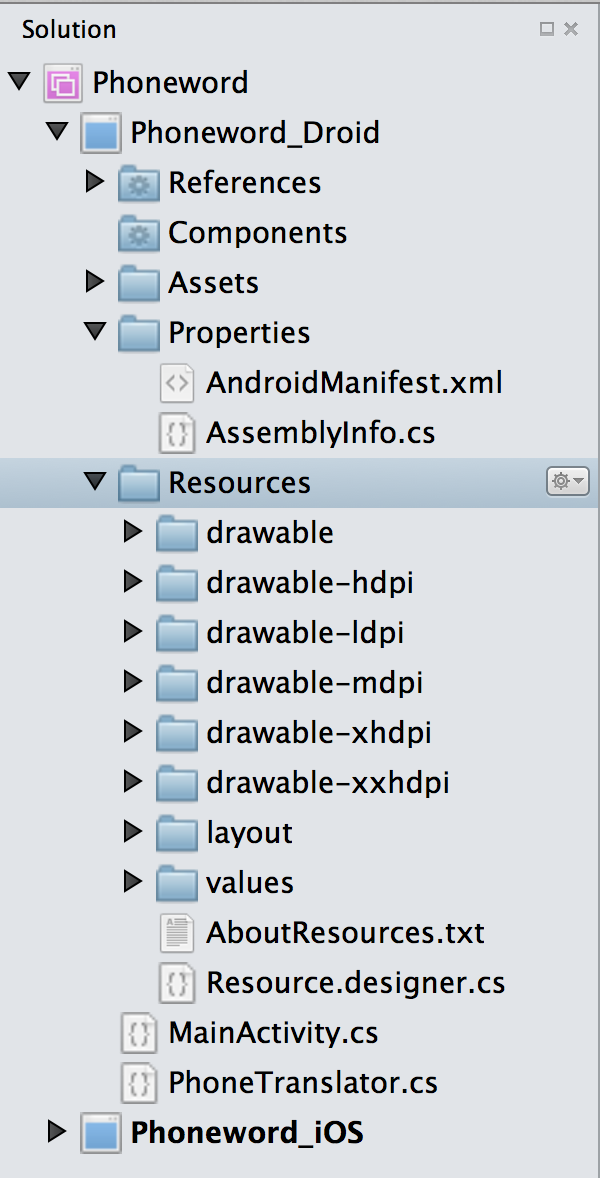 Solution
Phoneword
Phoneword_Droid
References
Components
Assets
Properties
AndroidManifest.xml
AssemblyInfo.cs
Resources
drawable
drawable-hdpi
drawable-ldpi
drawable-mdpi
drawable-xhdpi
drawable-xxhdpi
layout
values
AboutResources.txt
Resource.designer.cs
MainActivity.cs
PhoneTranslator.cs
Phoneword_iOS